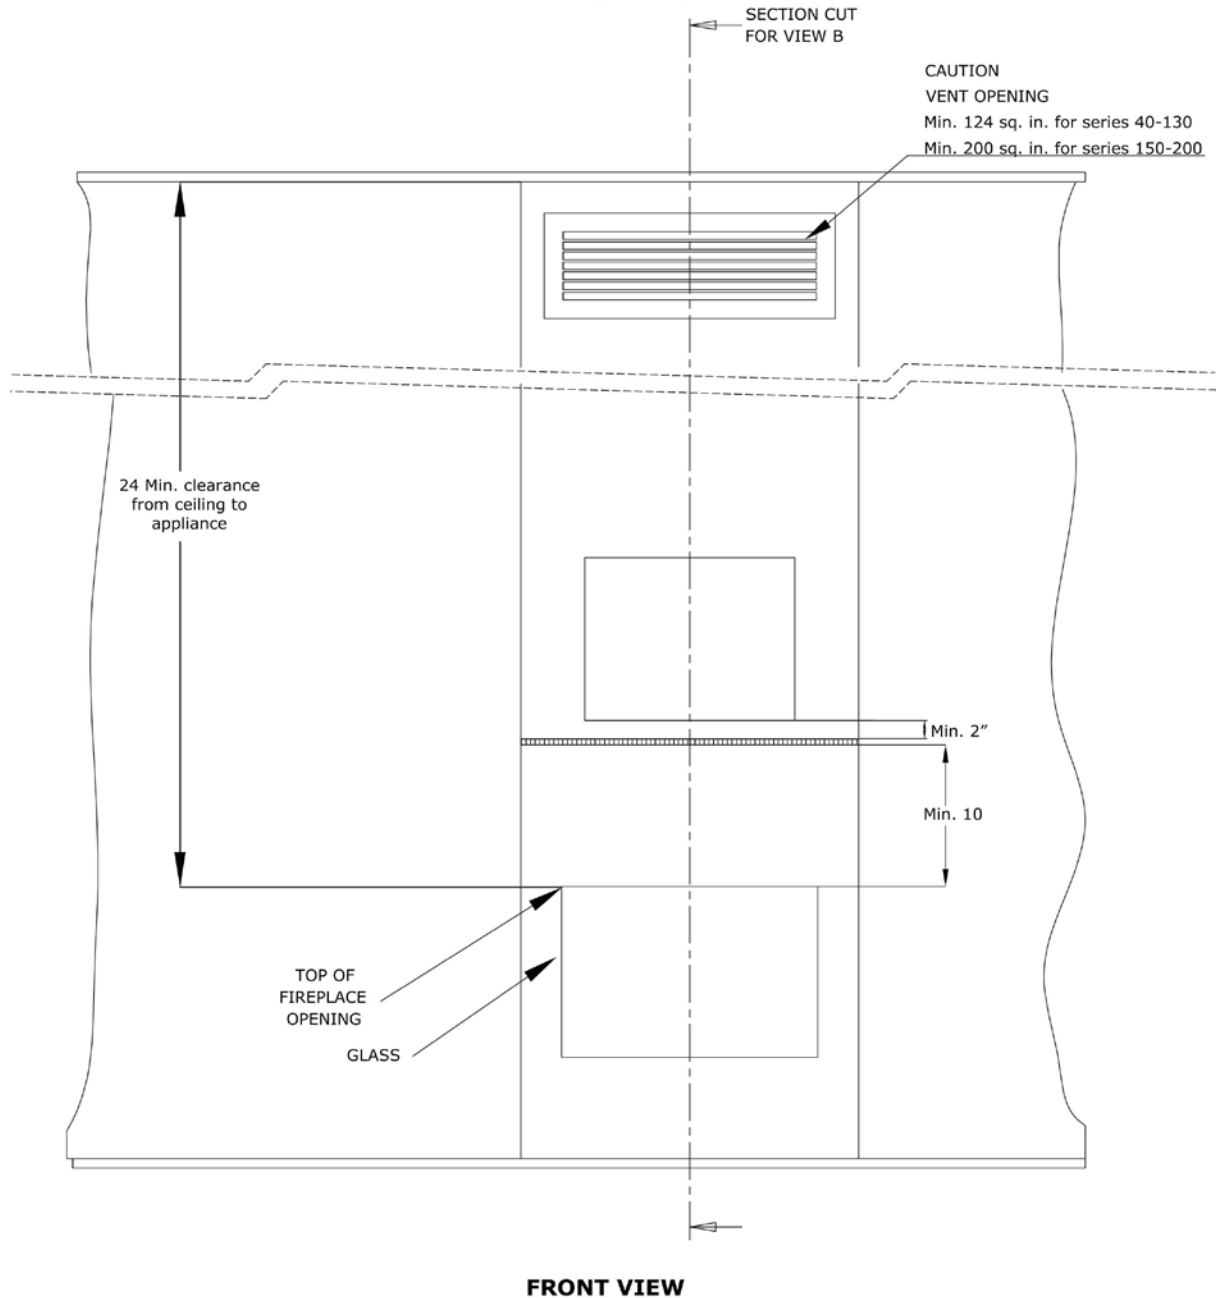 SECTION CUT
FOR VIEW B
CAUTION
VENT OPENING
Min. 124 sq. in. for series 40-130
Min. 200 sq. in. for series 150-200
24 Min. clearance
from ceiling to
appliance
Min. 2”
Min. 10
TOP OF
FIREPLACE
OPENING
GLASS
FRONT VIEW